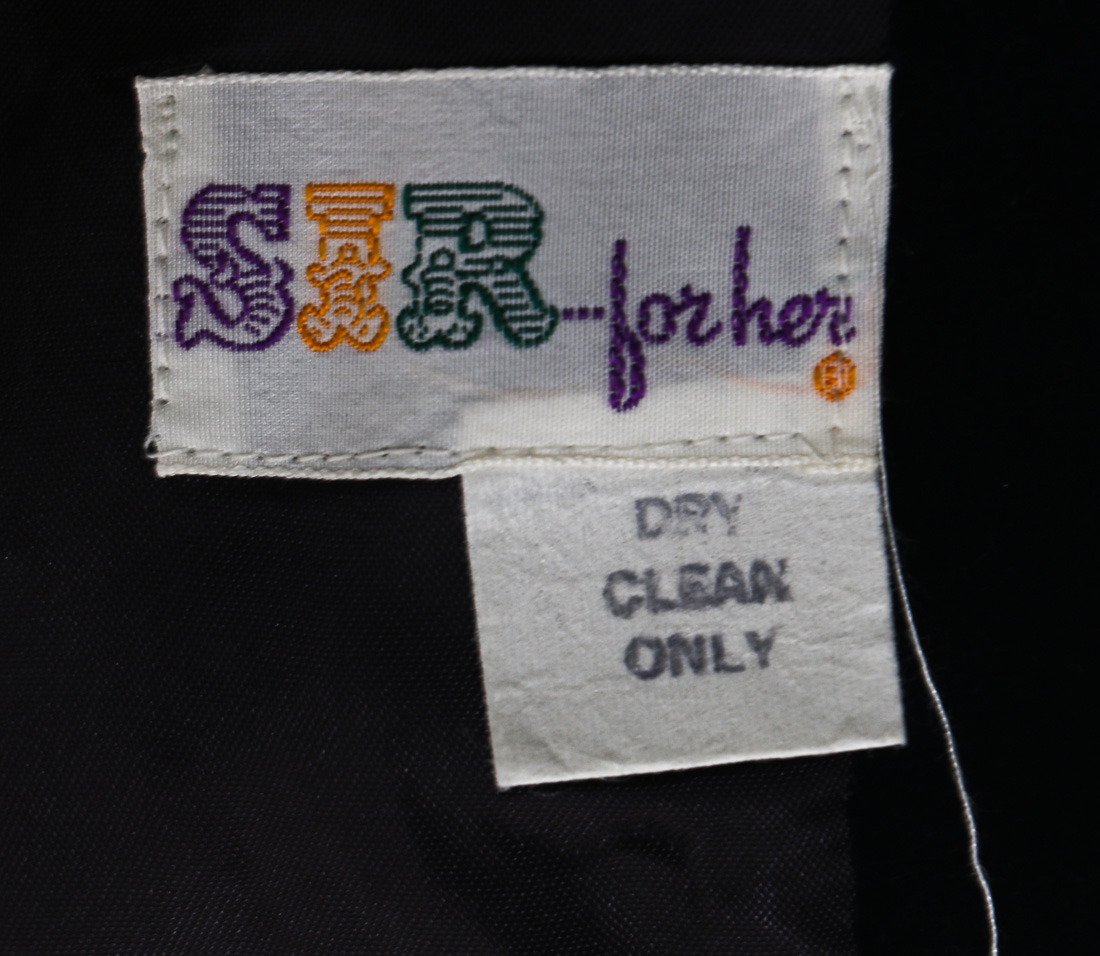 SIR...for her
®
DRY
CLEAN
ONLY